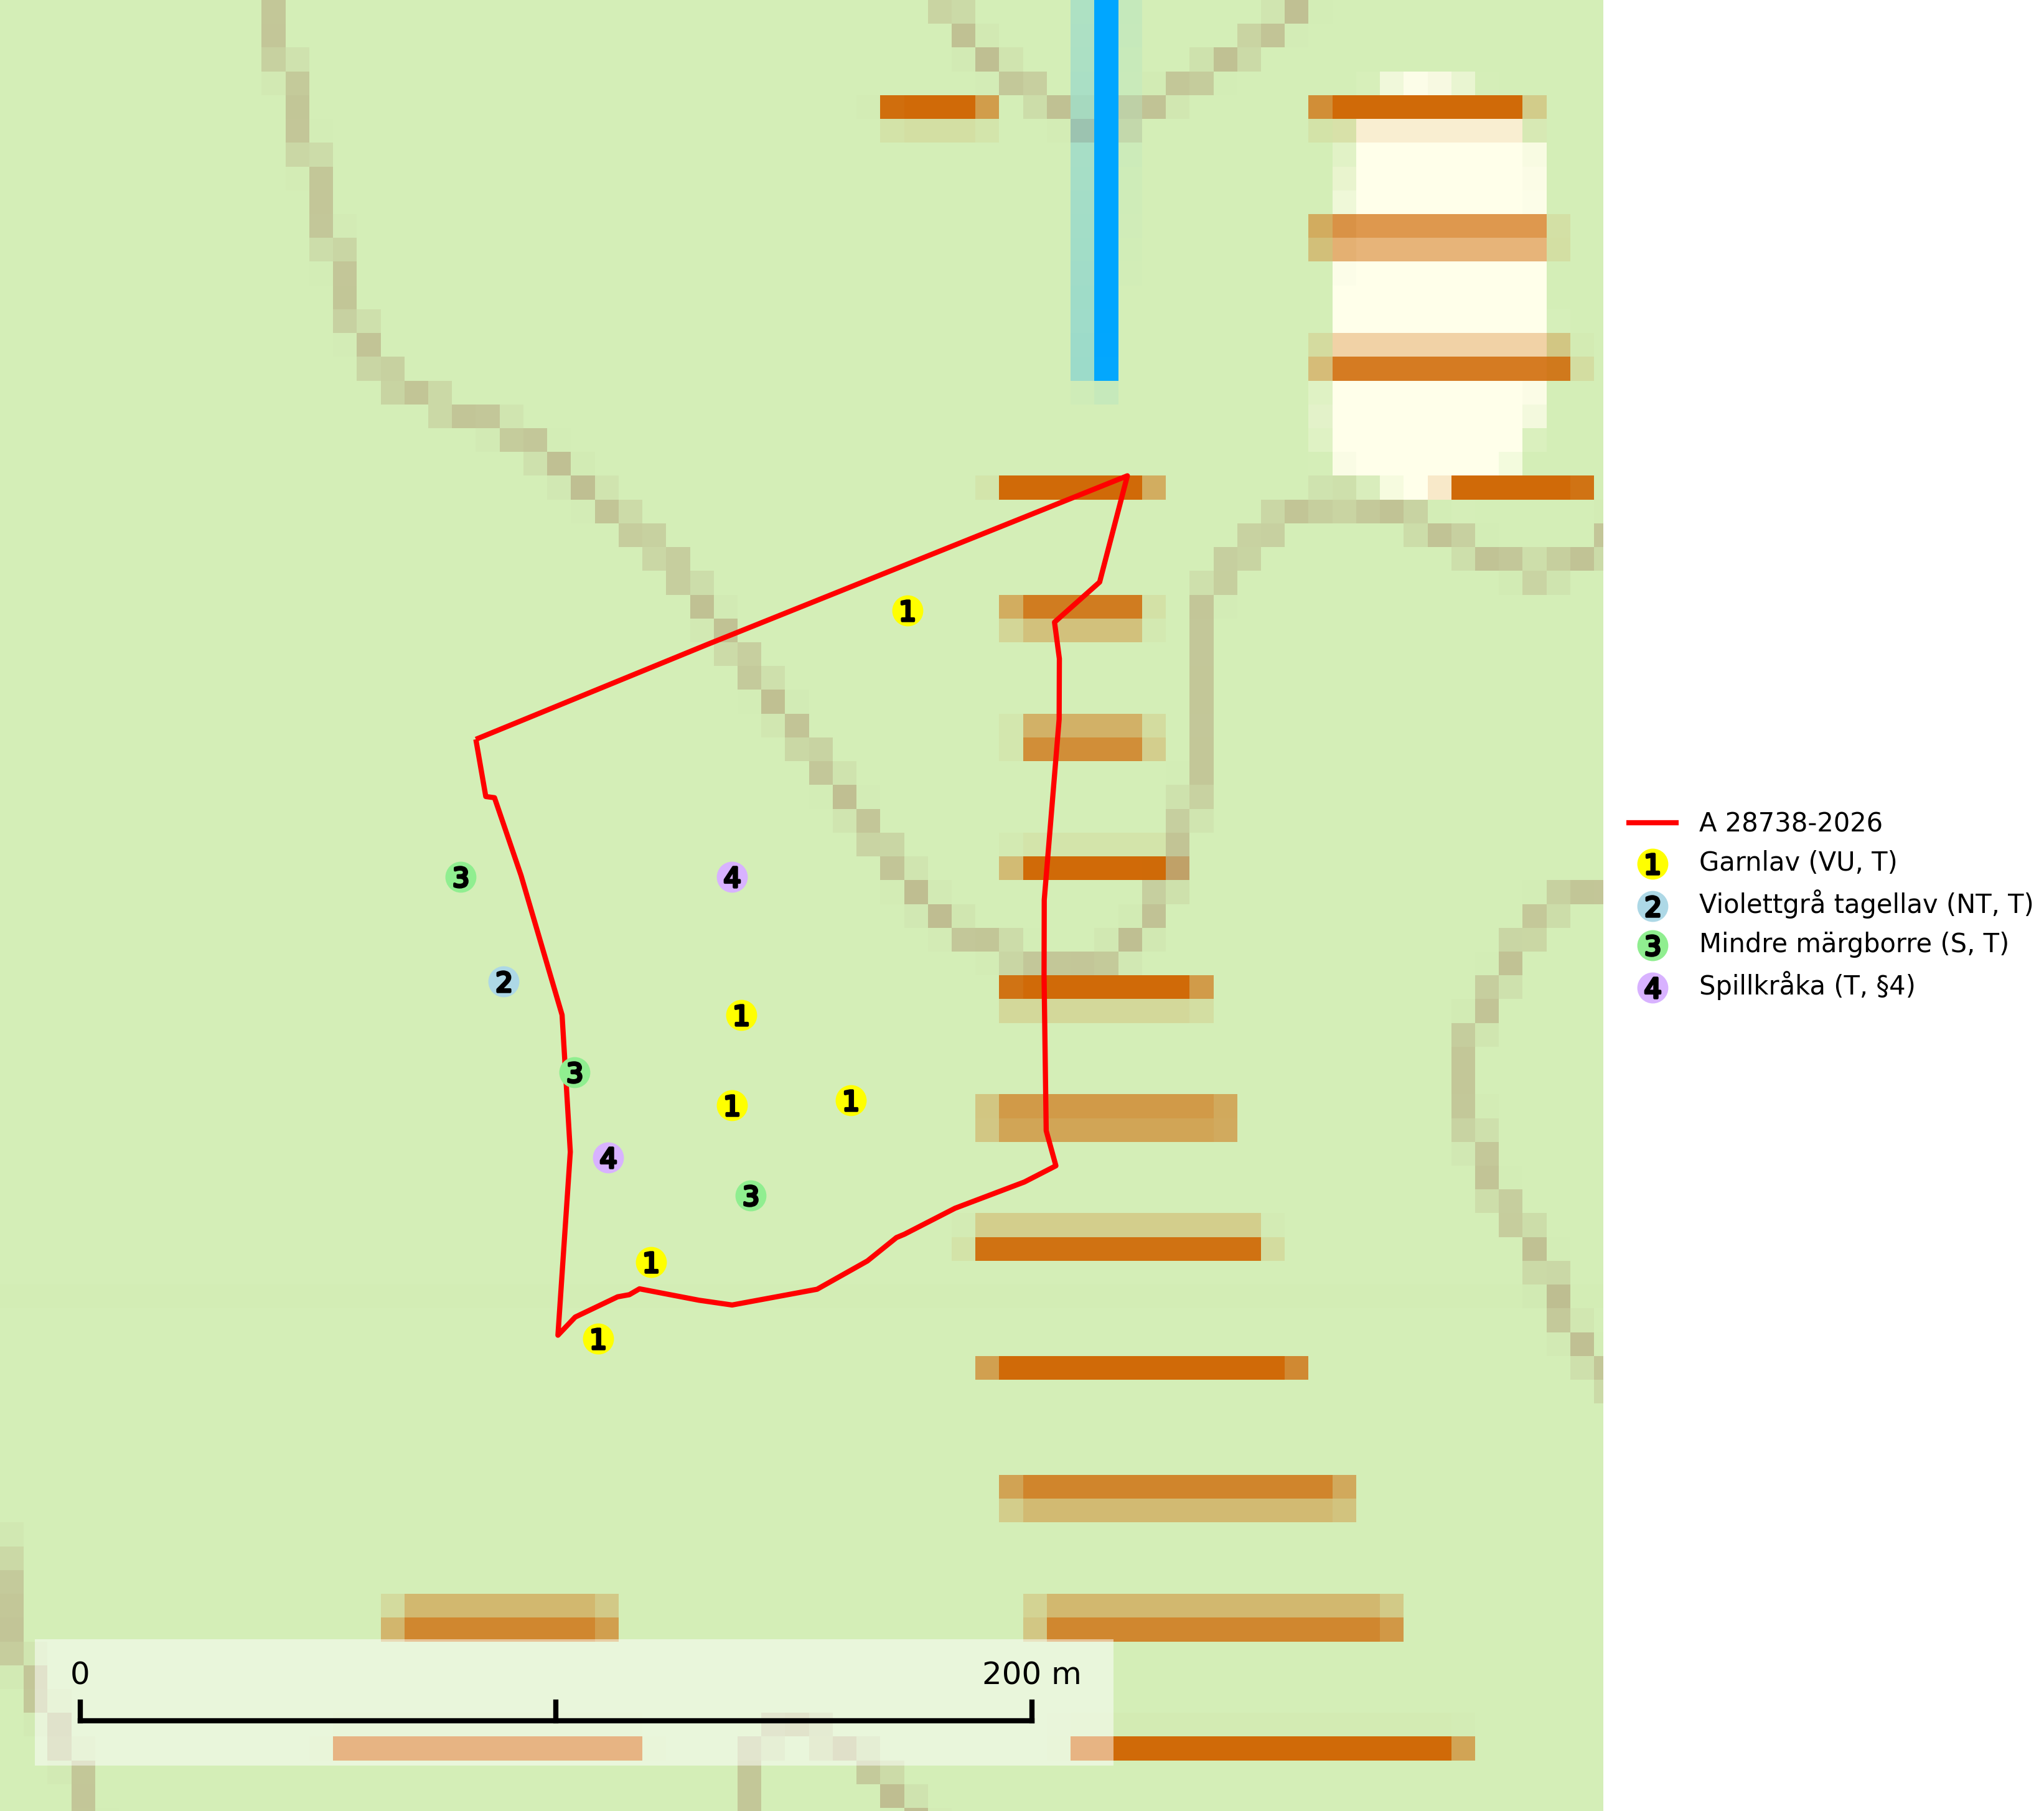 1
3
4
2
1
3
1
1
4
3
1
1
A 28738-2026
1 Garnlav (VU, T)
2 Violettgrå tagellav (NT, T)
3 Mindre märgborre (S, T)
4 Spillkråka (T, §4)
0 200 m